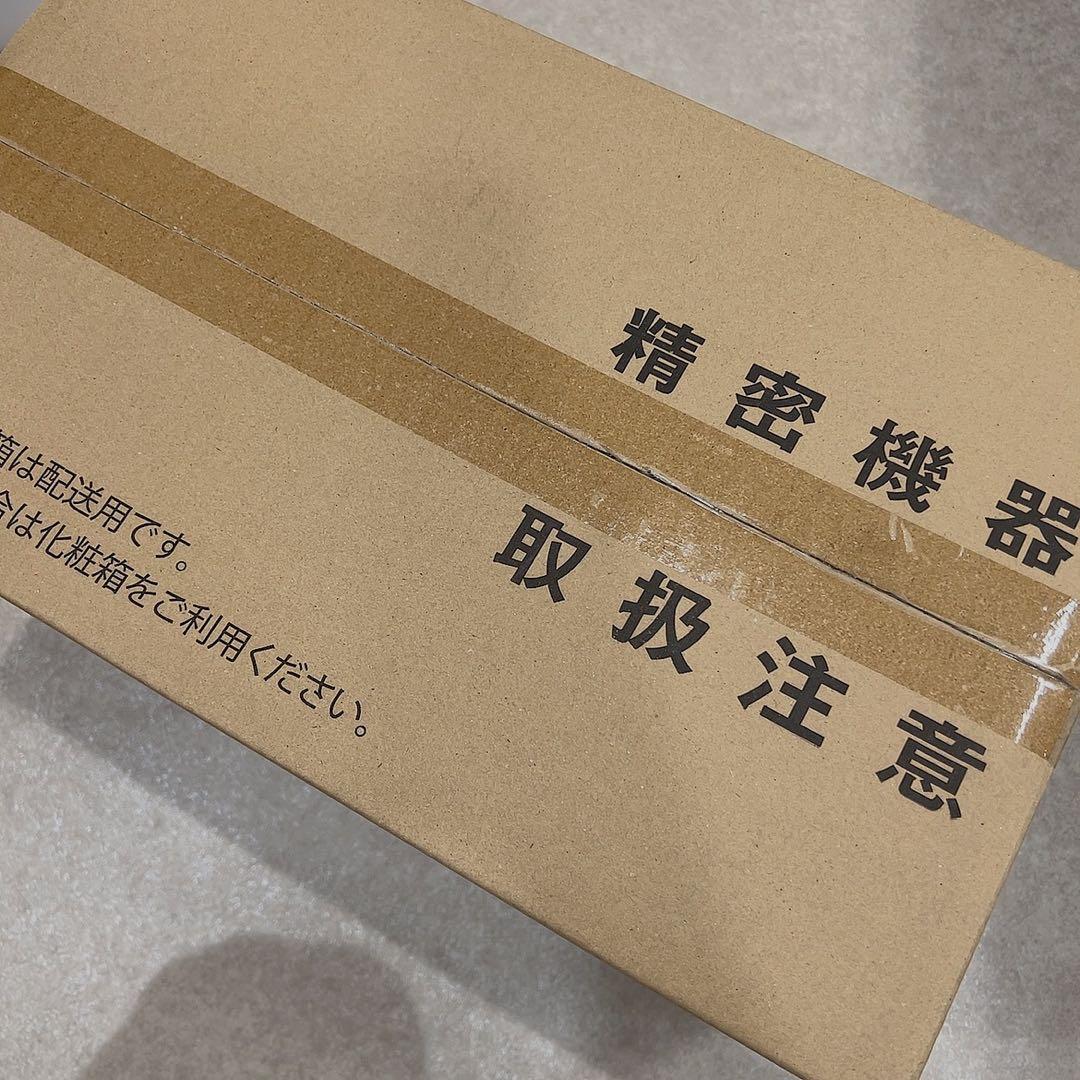 精密機器
取扱注意
箱は配送用です。
は化粧箱をご利用ください。